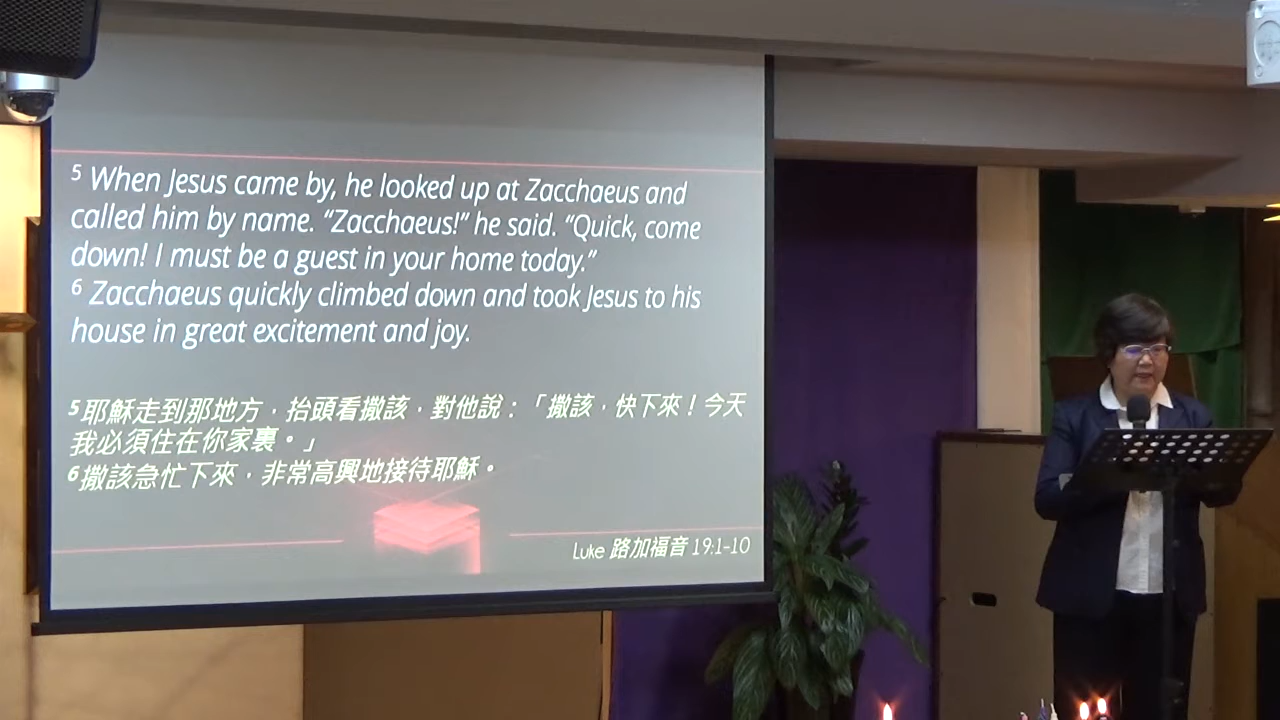 5 When Jesus came by, he looked up at Zacchaeus and
called him by name. “Zacchaeus!” he said. “Quick, come
down! I must be a guest in your home today.”
6 Zacchaeus quickly climbed down and took Jesus to his
house in great excitement and joy.
5耶穌走到那地方，抬頭看撒該，對他說：「撒該，快下來！今天
我必須住在你家裏。」
6撒該急忙下來，非常高興地接待耶穌。
Luke 路加福音 19:1-10